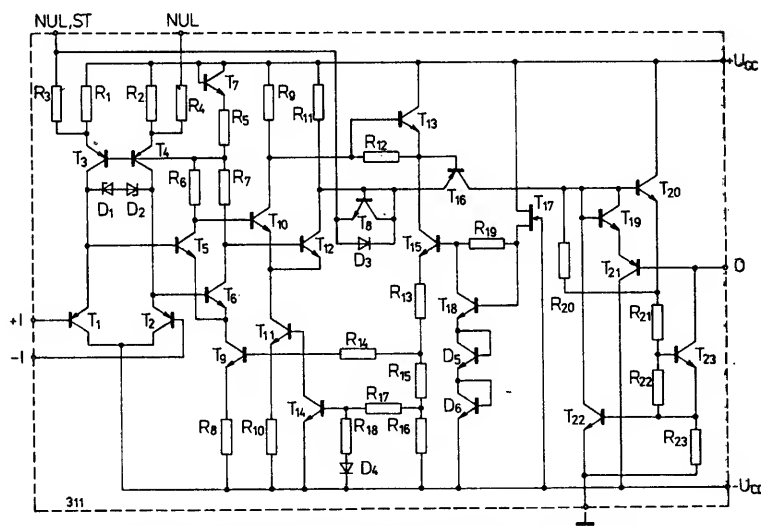 NUL,ST NUL
+U_CC
R3 R1 R2 R4 T7 R5 R9 R11 T13
T3 T4 R6 R7 R12 T16 T17 T20
D1 D2 T10 T8 T19
T5 T12 D3 T15 R19 T21 O
T6 R13 T18 R20 R21
+I T1 T2 T9 T11 R14 D5 T23
-I R15 R22
R17 D6 T22
R8 R10 T14 R18 R16 R23
D4
311 -U_CC